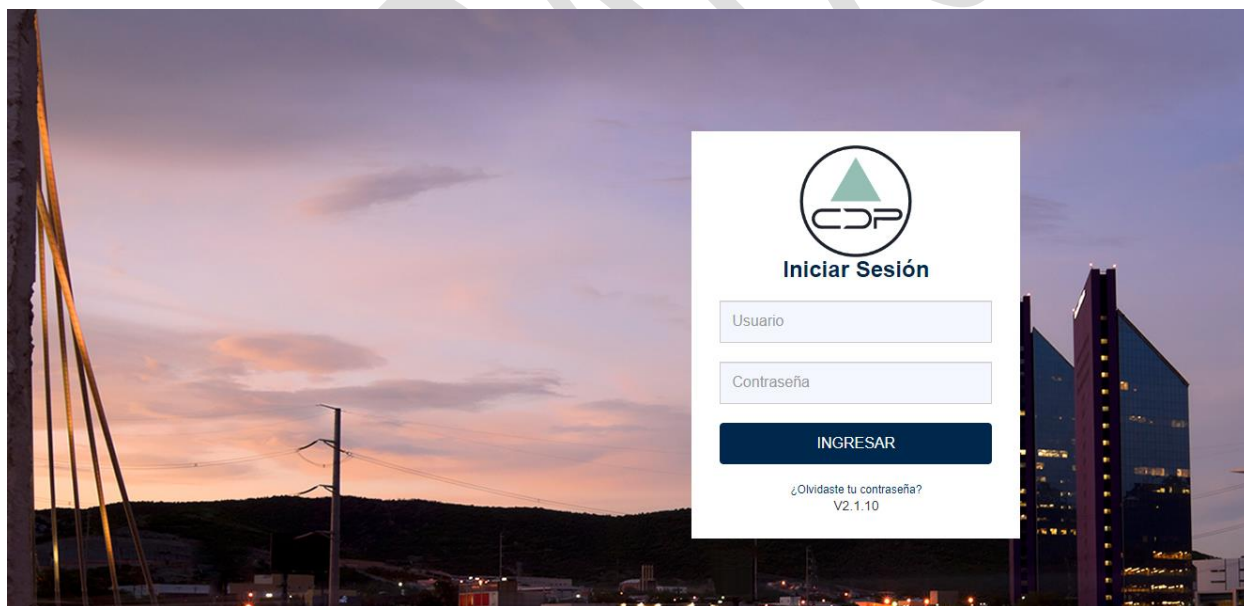 CDP
Iniciar Sesión
Usuario
Contraseña
INGRESAR
¿Olvidaste tu contraseña?
V2.1.10